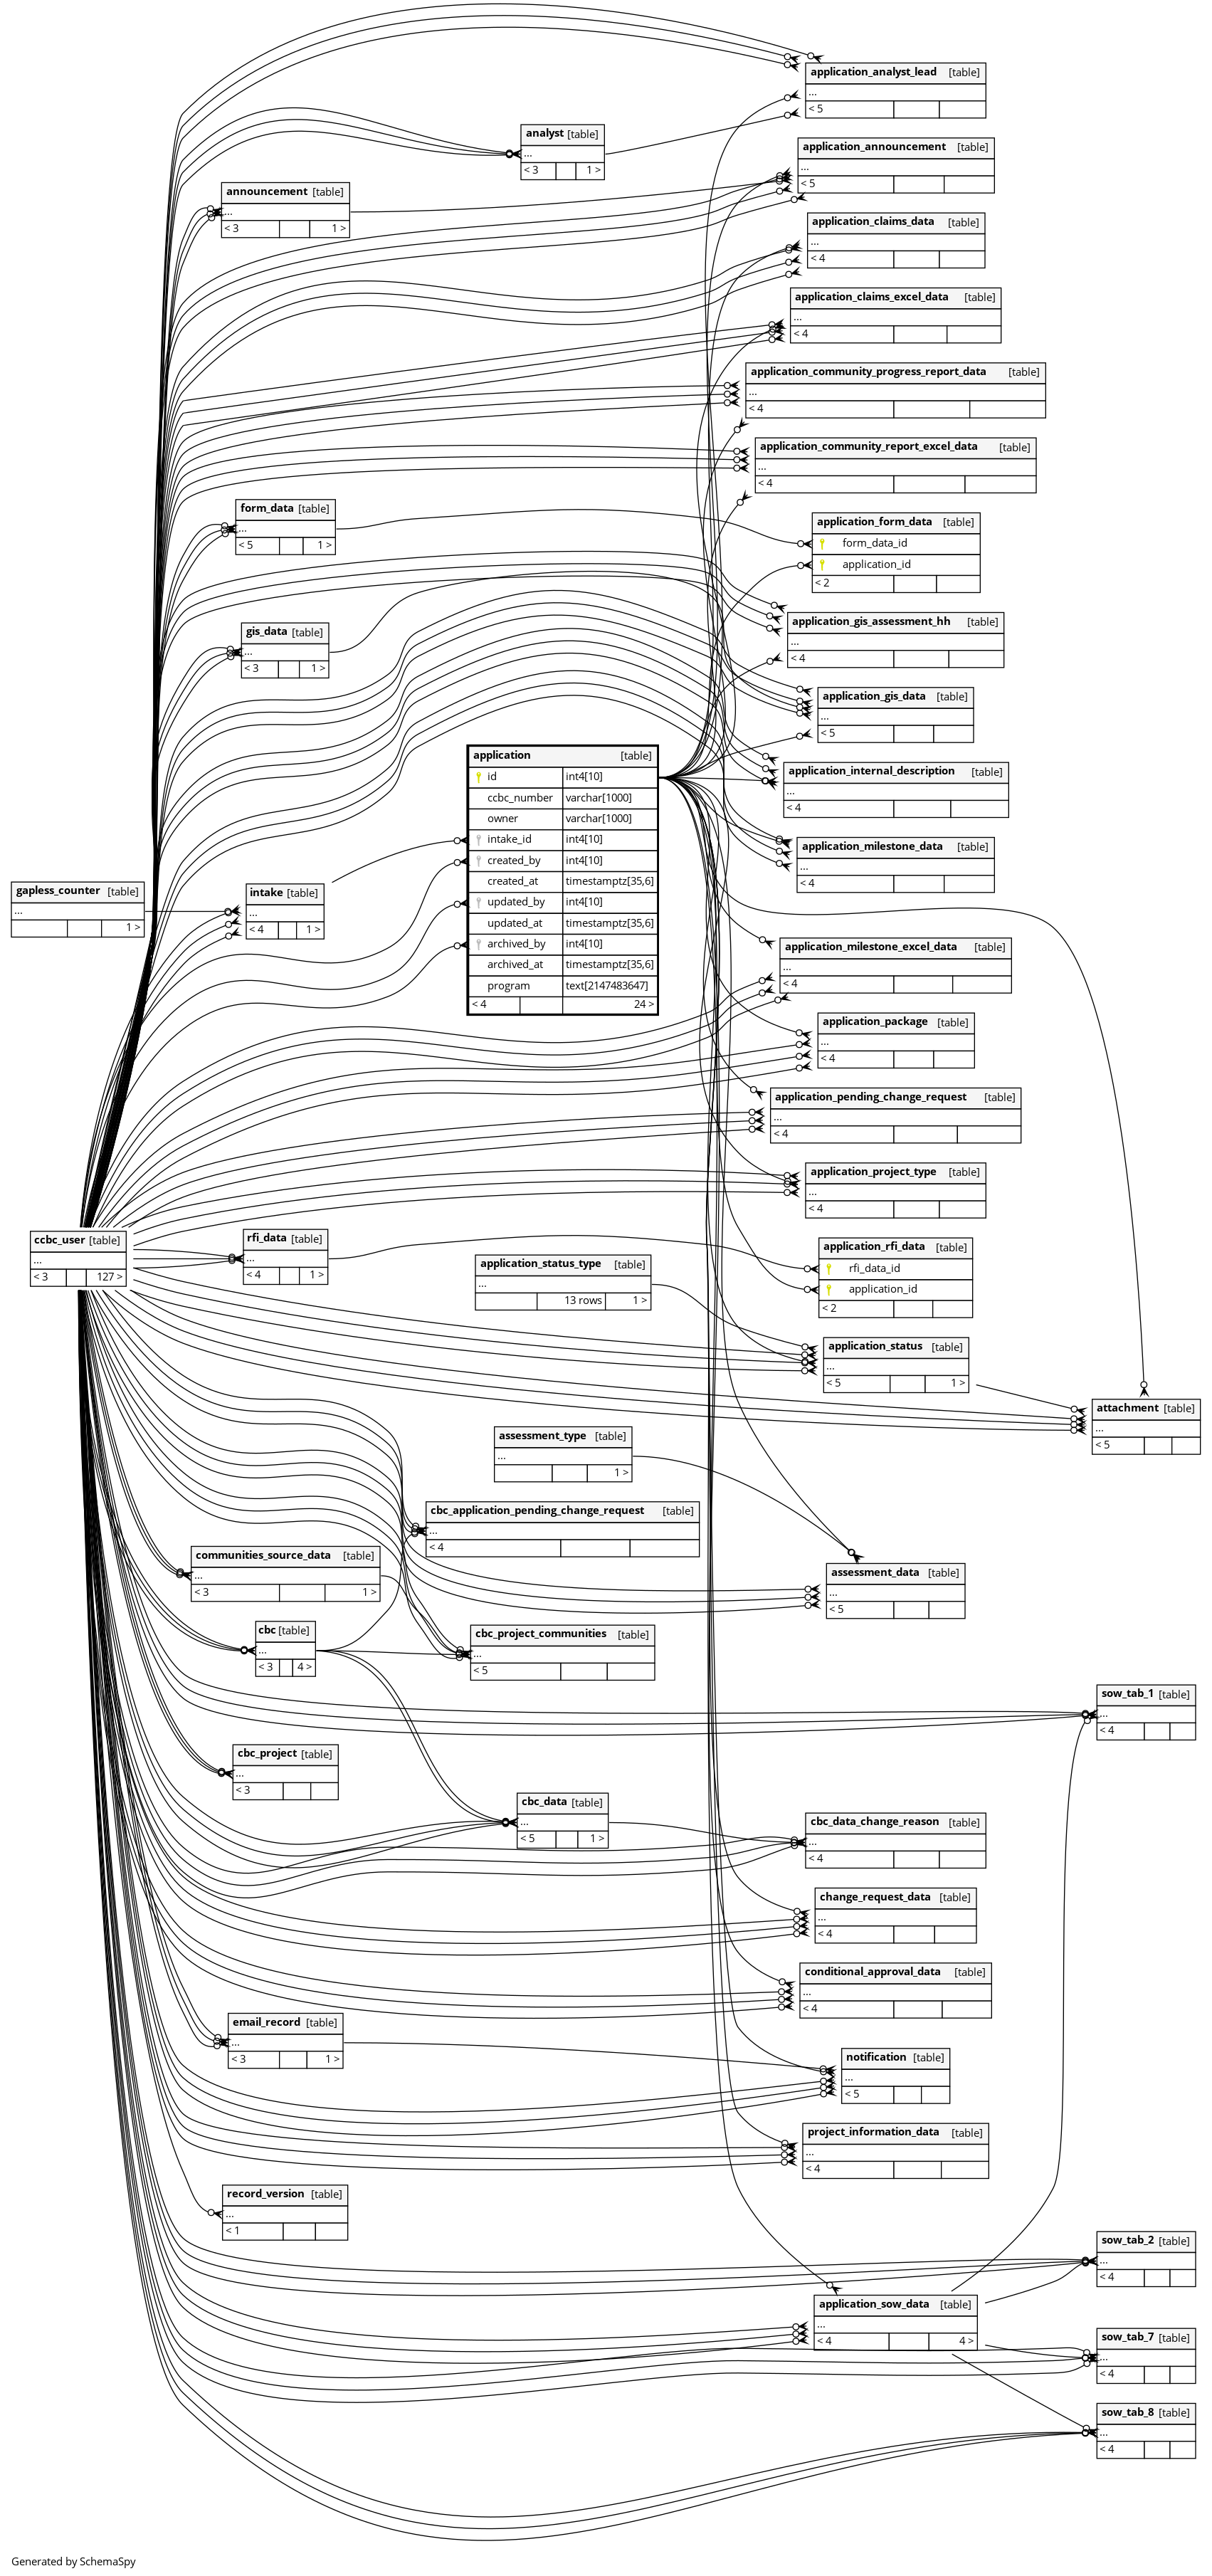 application_analyst_lead [table]
...
< 5
analyst [table]
...
< 3 1 >
application_announcement [table]
...
< 5
announcement [table]
...
< 3 1 >
application_claims_data [table]
...
< 4
application_claims_excel_data [table]
...
< 4
application_community_progress_report_data [table]
...
< 4
application_community_report_excel_data [table]
...
< 4
form_data [table]
...
< 5 1 >
application_form_data [table]
form_data_id
application_id
< 2
application_gis_assessment_hh [table]
...
< 4
gis_data [table]
...
< 3 1 >
application_gis_data [table]
...
< 5
application [table]
id int4[10]
ccbc_number varchar[1000]
owner varchar[1000]
intake_id int4[10]
created_by int4[10]
created_at timestamptz[35,6]
updated_by int4[10]
updated_at timestamptz[35,6]
archived_by int4[10]
archived_at timestamptz[35,6]
program text[2147483647]
< 4 24 >
application_internal_description [table]
...
< 4
application_milestone_data [table]
...
< 4
gapless_counter [table]
...
1 >
intake [table]
...
< 4 1 >
application_milestone_excel_data [table]
...
< 4
application_package [table]
...
< 4
application_pending_change_request [table]
...
< 4
application_project_type [table]
...
< 4
ccbc_user [table]
...
< 3 127 >
rfi_data [table]
...
< 4 1 >
application_rfi_data [table]
rfi_data_id
application_id
< 2
application_status_type [table]
...
13 rows 1 >
application_status [table]
...
< 5 1 >
attachment [table]
...
< 5
assessment_type [table]
...
1 >
cbc_application_pending_change_request [table]
...
< 4
communities_source_data [table]
...
< 3 1 >
assessment_data [table]
...
< 5
cbc [table]
...
< 3 4 >
cbc_project_communities [table]
...
< 5
sow_tab_1 [table]
...
< 4
cbc_project [table]
...
< 3
cbc_data [table]
...
< 5 1 >
cbc_data_change_reason [table]
...
< 4
change_request_data [table]
...
< 4
conditional_approval_data [table]
...
< 4
email_record [table]
...
< 3 1 >
notification [table]
...
< 5
project_information_data [table]
...
< 4
record_version [table]
...
< 1
sow_tab_2 [table]
...
< 4
application_sow_data [table]
...
< 4 4 >
sow_tab_7 [table]
...
< 4
sow_tab_8 [table]
...
< 4
Generated by SchemaSpy